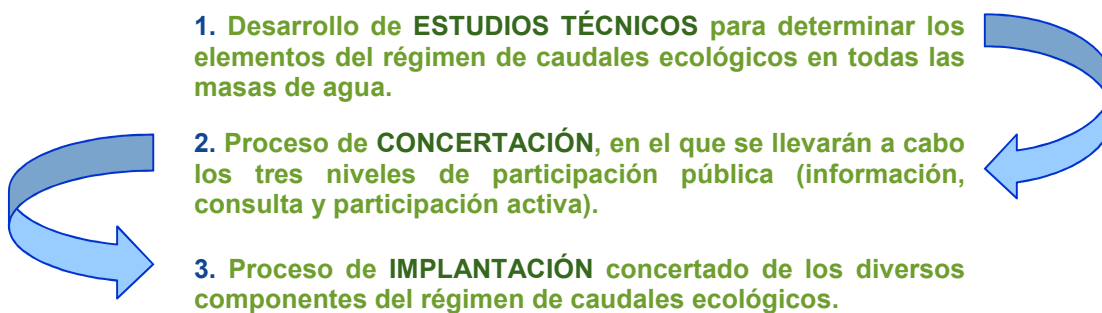 1. Desarrollo de ESTUDIOS TÉCNICOS para determinar los
elementos del régimen de caudales ecológicos en todas las
masas de agua.
2. Proceso de CONCERTACIÓN, en el que se llevarán a cabo
los tres niveles de participación pública (información,
consulta y participación activa).
3. Proceso de IMPLANTACIÓN concertado de los diversos
componentes del régimen de caudales ecológicos.